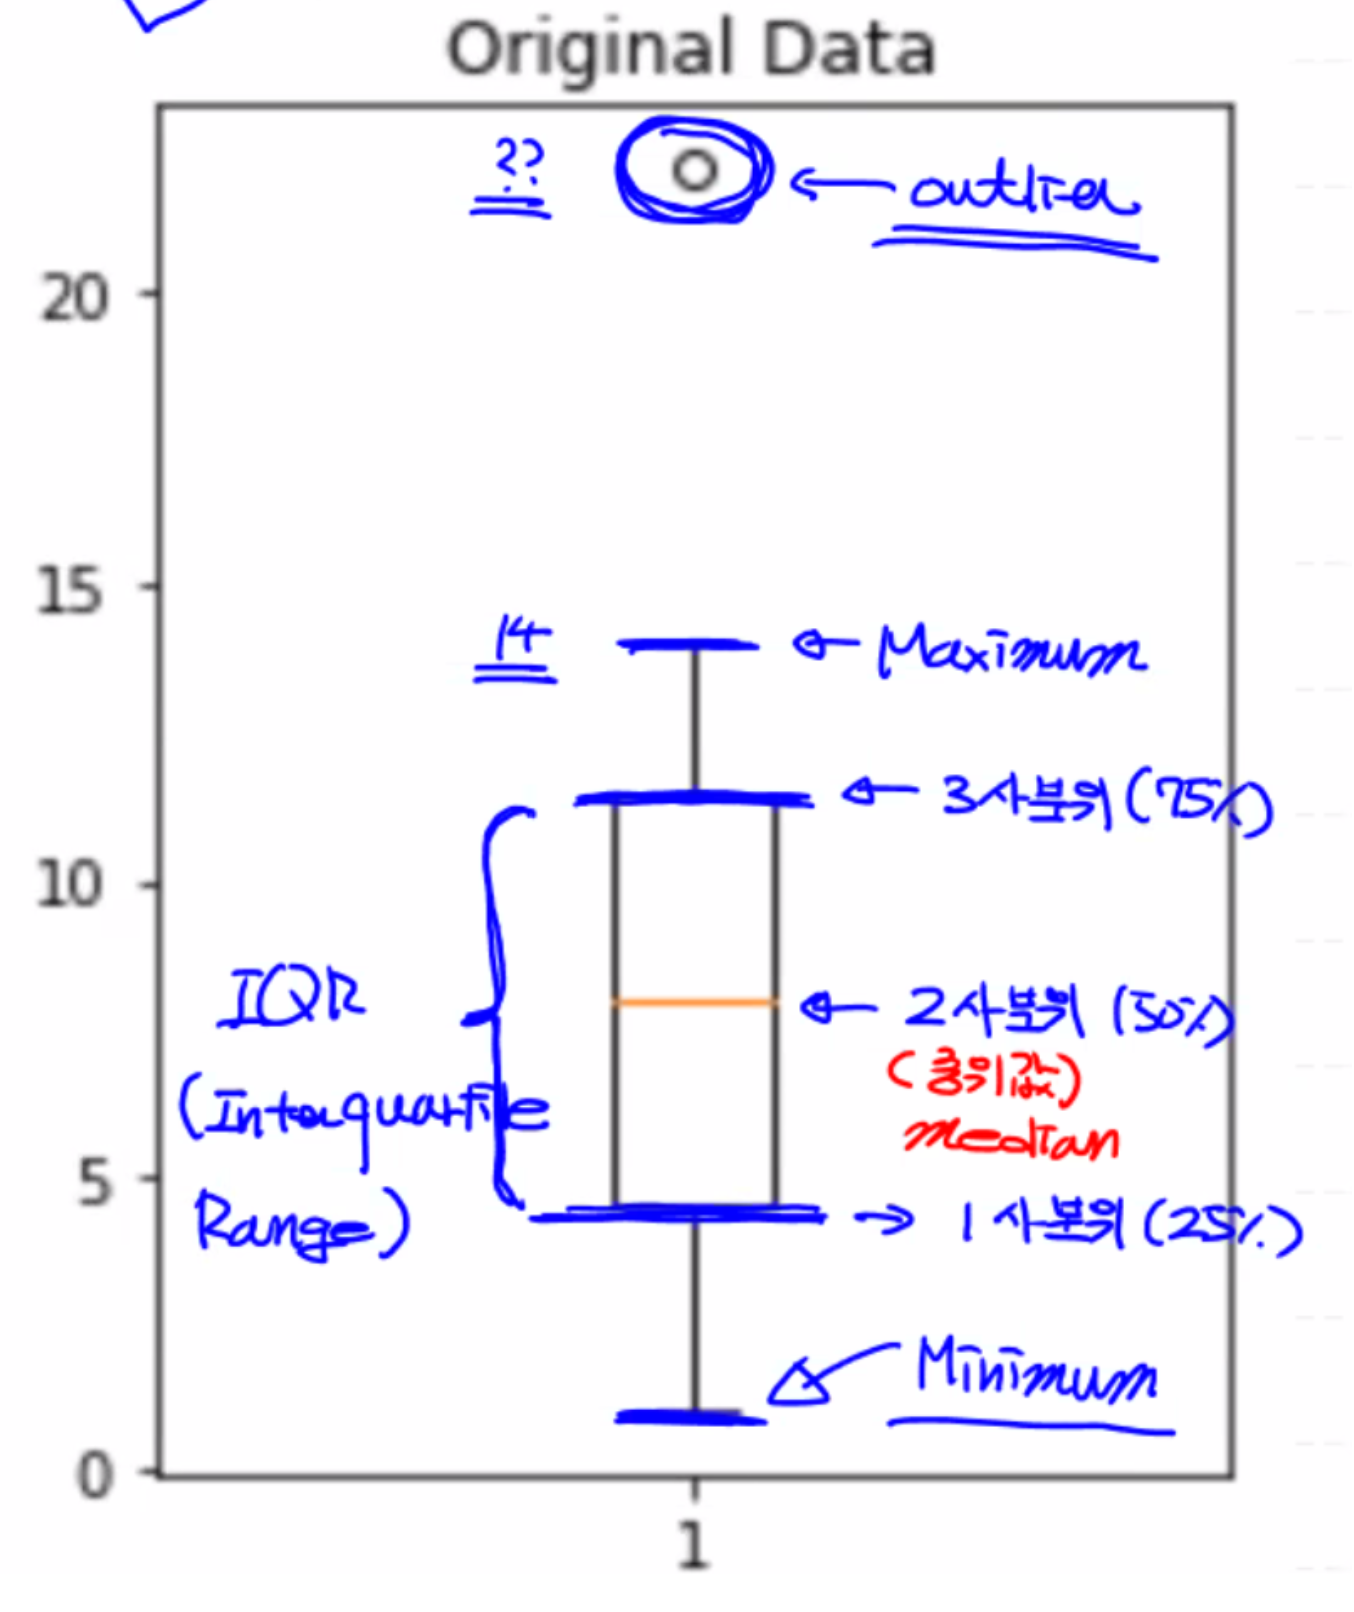 Original Data
??
outlier
20
15
14
Maximum
3사분위(75%)
10
IQR
2사분위 (50%)
(중위값)
median
(Interquartile
Range)
5
1사분위(25%)
Minimum
0
1